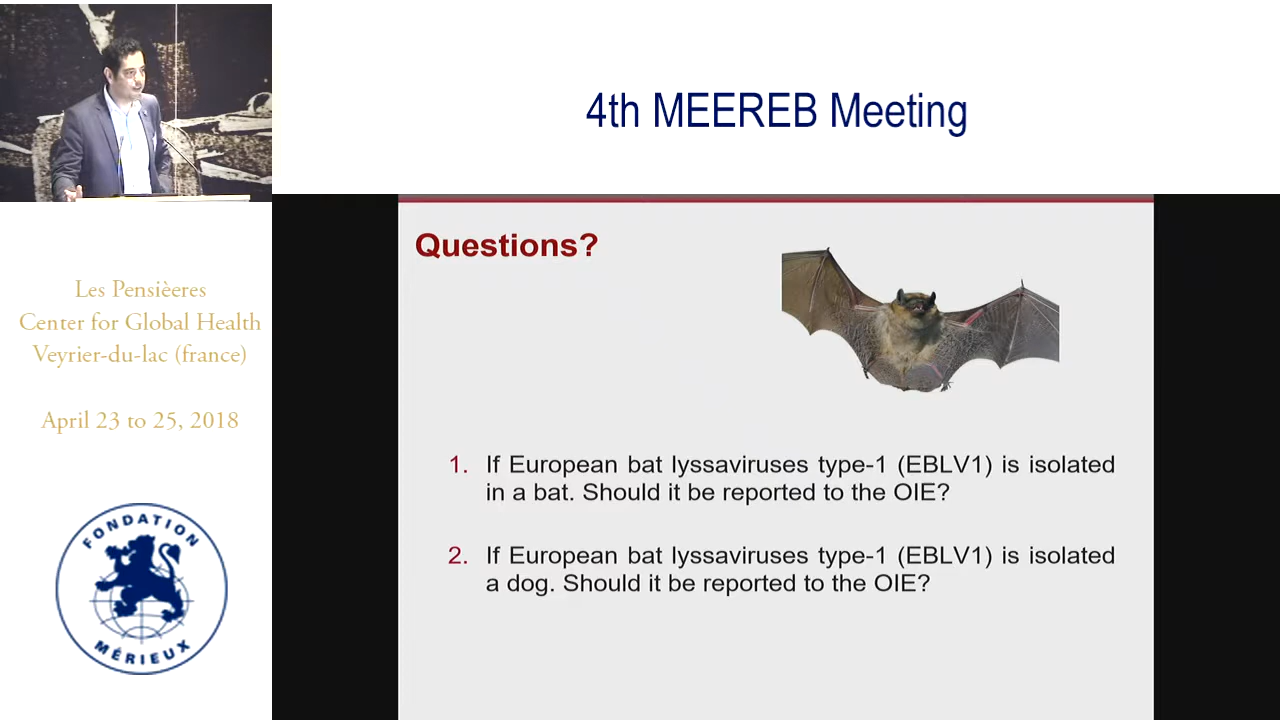 4th MEEREB Meeting
Les Pensièeres
Center for Global Health
Veyrier-du-lac (france)
April 23 to 25, 2018
FONDATION
MÉRIEUX
Questions?
1. If European bat lyssaviruses type-1 (EBLV1) is isolated
in a bat. Should it be reported to the OIE?
2. If European bat lyssaviruses type-1 (EBLV1) is isolated
a dog. Should it be reported to the OIE?